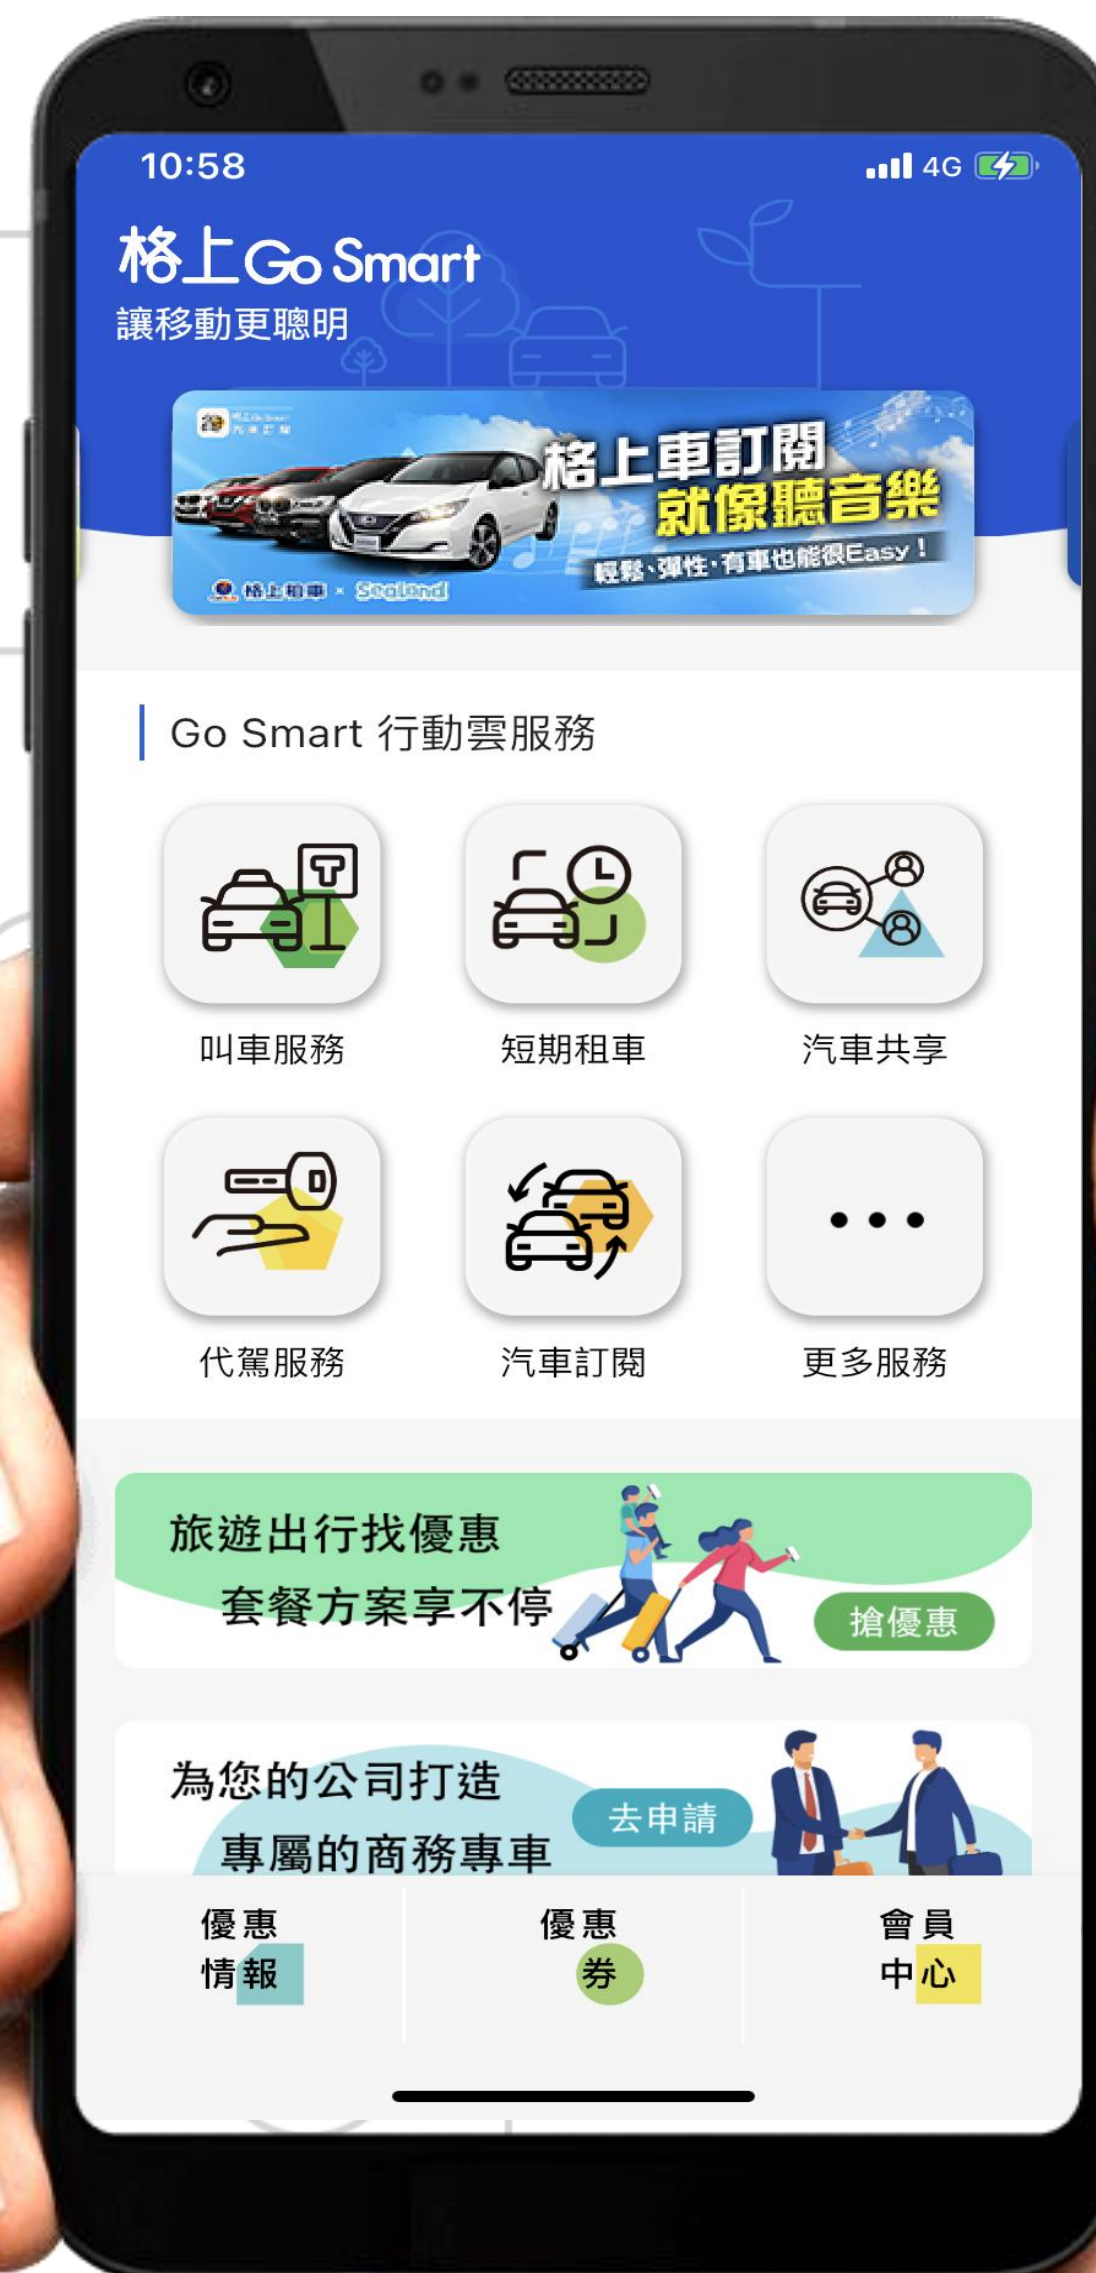 10:58
4G
格上Go Smart
讓移動更聰明
格上車訂閱
就像聽音樂
輕鬆、彈性,有車也能很Easy!
格上租車 × Sealand
Go Smart 行動雲服務
T
叫車服務 短期租車 汽車共享
代駕服務 汽車訂閱 更多服務
旅遊出行找優惠
套餐方案享不停
搶優惠
為您的公司打造
去申請
專屬的商務專車
優惠 優惠 會員
情報 券 中心